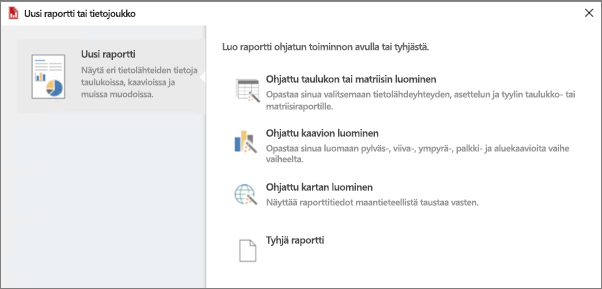 Uusi raportti tai tietojoukko
Uusi raportti
Näytä eri tietolähteiden tietoja
taulukoissa, kaavioissa ja
muissa muodoissa.
Luo raportti ohjatun toiminnon avulla tai tyhjästä.
Ohjattu taulukon tai matriisin luominen
Opastaa sinua valitsemaan tietolähdeyhteyden, asettelun ja tyylin taulukko- tai
matriisiraportille.
Ohjattu kaavion luominen
Opastaa sinua luomaan pylväs-, viiva-, ympyrä-, palkki- ja aluekaavioita vaihe
vaiheelta.
Ohjattu kartan luominen
Näyttää raporttitiedot maantieteellistä taustaa vasten.
Tyhjä raportti